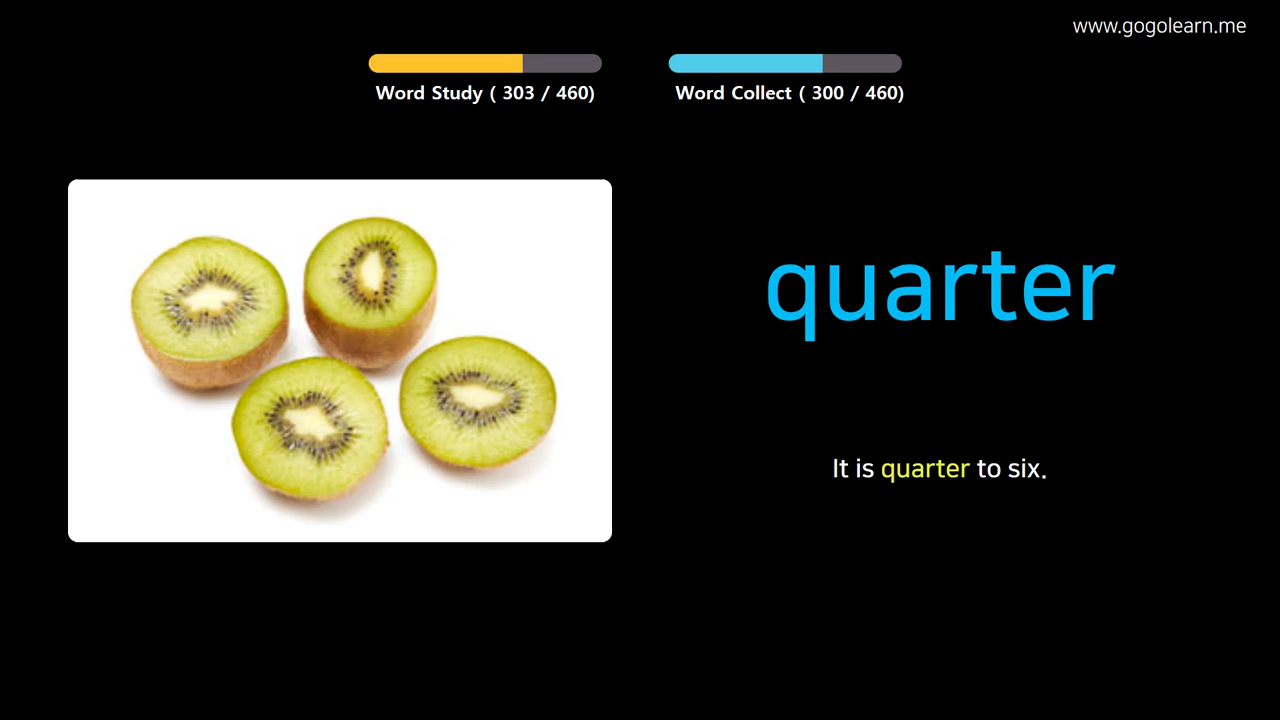 www.gogolearn.me
Word Study ( 303 / 460)
Word Collect ( 300 / 460)
quarter
It is quarter to six.